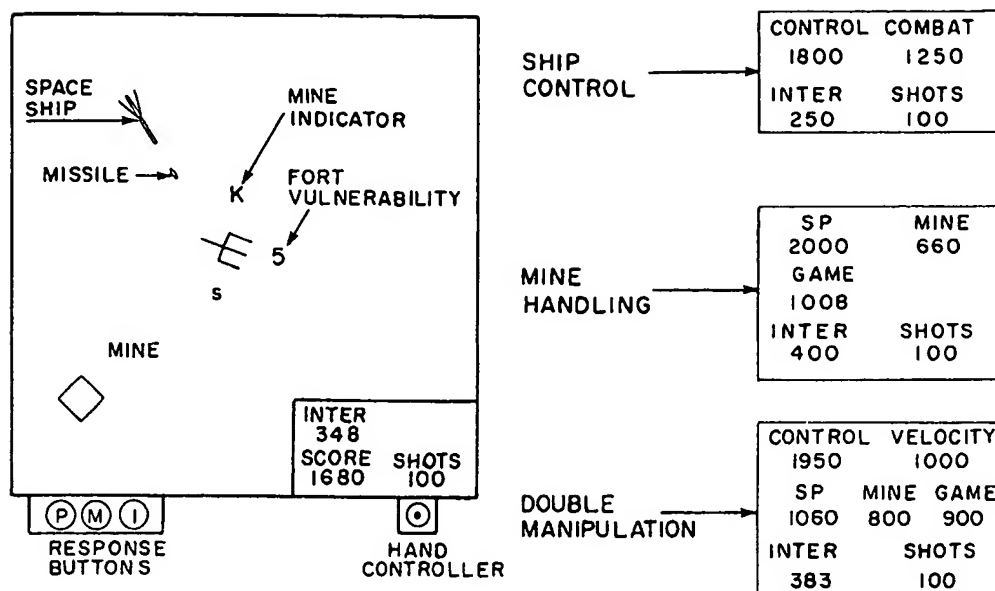 SPACE
SHIP
MINE
INDICATOR
MISSILE
K
FORT
VULNERABILITY
5
s
MINE
INTER
348
SCORE SHOTS
1680 100
P M I
RESPONSE
BUTTONS
HAND
CONTROLLER
SHIP
CONTROL
CONTROL COMBAT
1800 1250
INTER SHOTS
250 100
MINE
HANDLING
SP MINE
2000 660
GAME
1008
INTER SHOTS
400 100
DOUBLE
MANIPULATION
CONTROL VELOCITY
1950 1000
SP MINE GAME
1060 800 900
INTER SHOTS
383 100